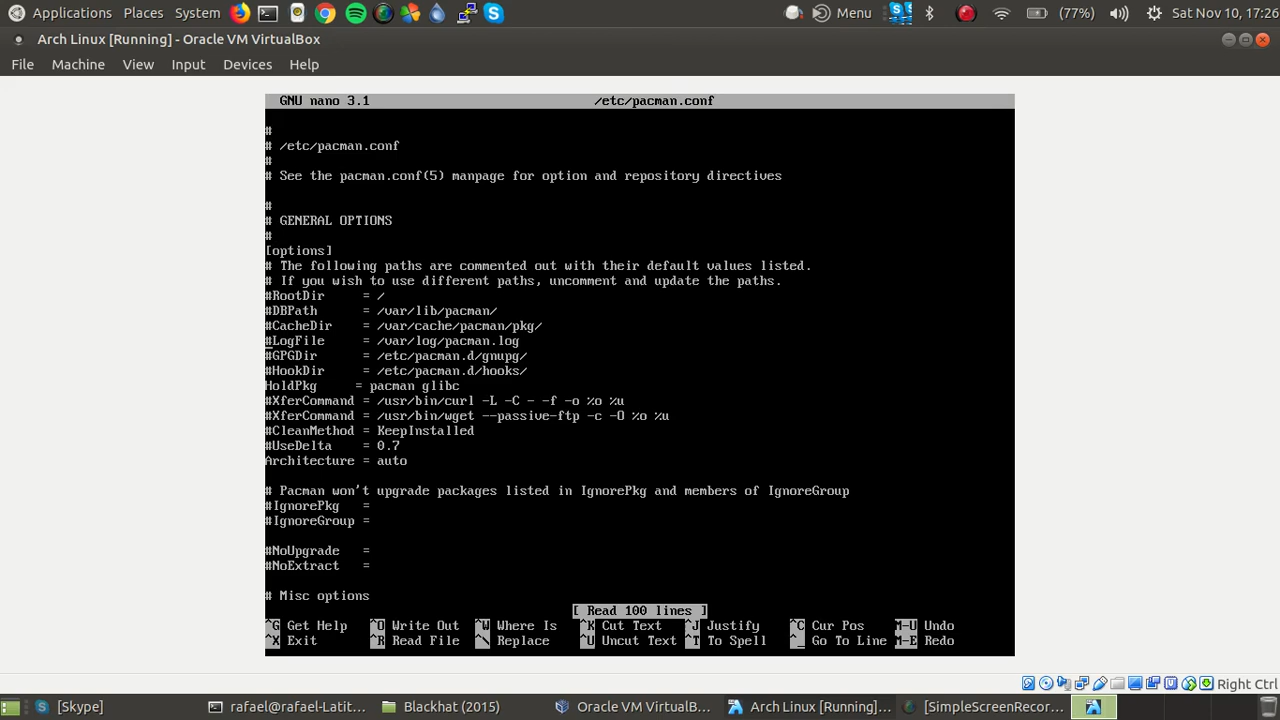 Applications Places System Menu (77%) Sat Nov 10, 17:26
Arch Linux [Running] - Oracle VM VirtualBox
File Machine View Input Devices Help
GNU nano 3.1 /etc/pacman.conf
#
# /etc/pacman.conf
#
# See the pacman.conf(5) manpage for option and repository directives
#
# GENERAL OPTIONS
#
[options]
# The following paths are commented out with their default values listed.
# If you wish to use different paths, uncomment and update the paths.
#RootDir     = /
#DBPath      = /var/lib/pacman/
#CacheDir    = /var/cache/pacman/pkg/
#LogFile     = /var/log/pacman.log
#GPGDir      = /etc/pacman.d/gnupg/
#HookDir     = /etc/pacman.d/hooks/
HoldPkg     = pacman glibc
#XferCommand = /usr/bin/curl -L -C - -f -o %o %u
#XferCommand = /usr/bin/wget --passive-ftp -c -O %o %u
#CleanMethod = KeepInstalled
#UseDelta    = 0.7
Architecture = auto
# Pacman won't upgrade packages listed in IgnorePkg and members of IgnoreGroup
#IgnorePkg   =
#IgnoreGroup =
#NoUpgrade   =
#NoExtract   =
# Misc options
[ Read 100 lines ]
^G Get Help ^O Write Out ^W Where Is ^K Cut Text ^J Justify ^C Cur Pos M-U Undo
^X Exit ^R Read File ^\ Replace ^U Uncut Text ^T To Spell ^_ Go To Line M-E Redo
Right Ctrl
[Skype] rafael@rafael-Latit... Blackhat (2015) Oracle VM VirtualB... Arch Linux [Running]... [SimpleScreenRecor...